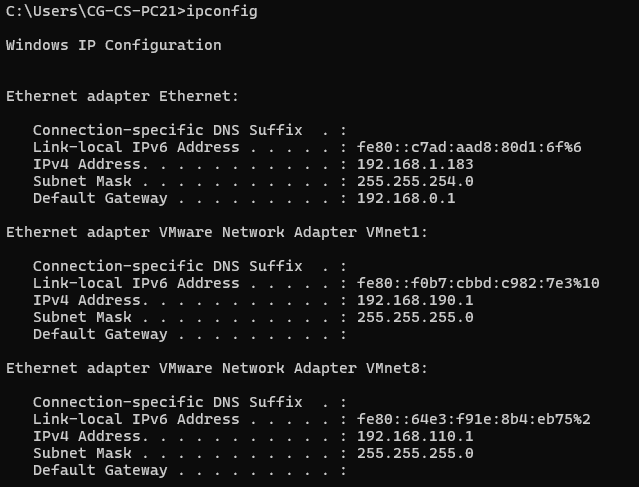 C:\Users\CG-CS-PC21>ipconfig
Windows IP Configuration
Ethernet adapter Ethernet:
Connection-specific DNS Suffix  . :
Link-local IPv6 Address . . . . . : fe80::c7ad:aad8:80d1:6f%6
IPv4 Address. . . . . . . . . . . : 192.168.1.183
Subnet Mask . . . . . . . . . . . : 255.255.254.0
Default Gateway . . . . . . . . . : 192.168.0.1
Ethernet adapter VMware Network Adapter VMnet1:
Connection-specific DNS Suffix  . :
Link-local IPv6 Address . . . . . : fe80::f0b7:cbbd:c982:7e3%10
IPv4 Address. . . . . . . . . . . : 192.168.190.1
Subnet Mask . . . . . . . . . . . : 255.255.255.0
Default Gateway . . . . . . . . . :
Ethernet adapter VMware Network Adapter VMnet8:
Connection-specific DNS Suffix  . :
Link-local IPv6 Address . . . . . : fe80::64e3:f91e:8b4:eb75%2
IPv4 Address. . . . . . . . . . . : 192.168.110.1
Subnet Mask . . . . . . . . . . . : 255.255.255.0
Default Gateway . . . . . . . . . :